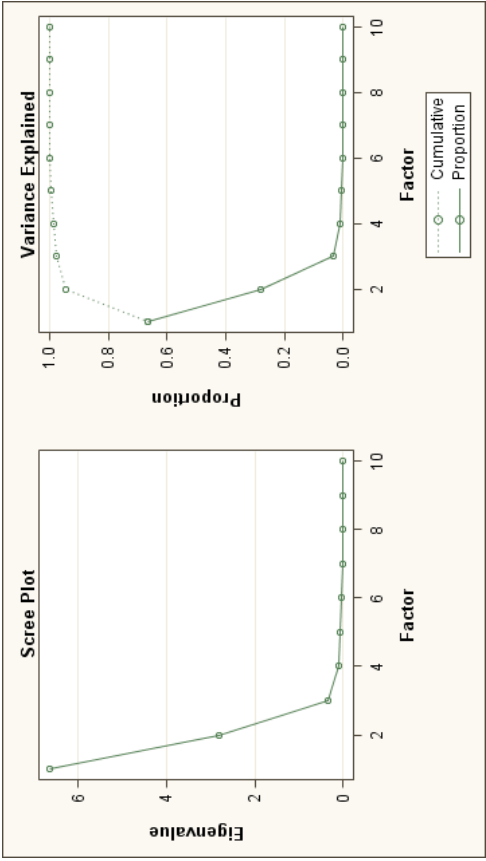 Scree Plot
Eigenvalue
6
4
2
0
2
4
6
8
10
Factor
Variance Explained
Proportion
1.0
0.8
0.6
0.4
0.2
0.0
2
4
6
8
10
Factor
Cumulative
Proportion